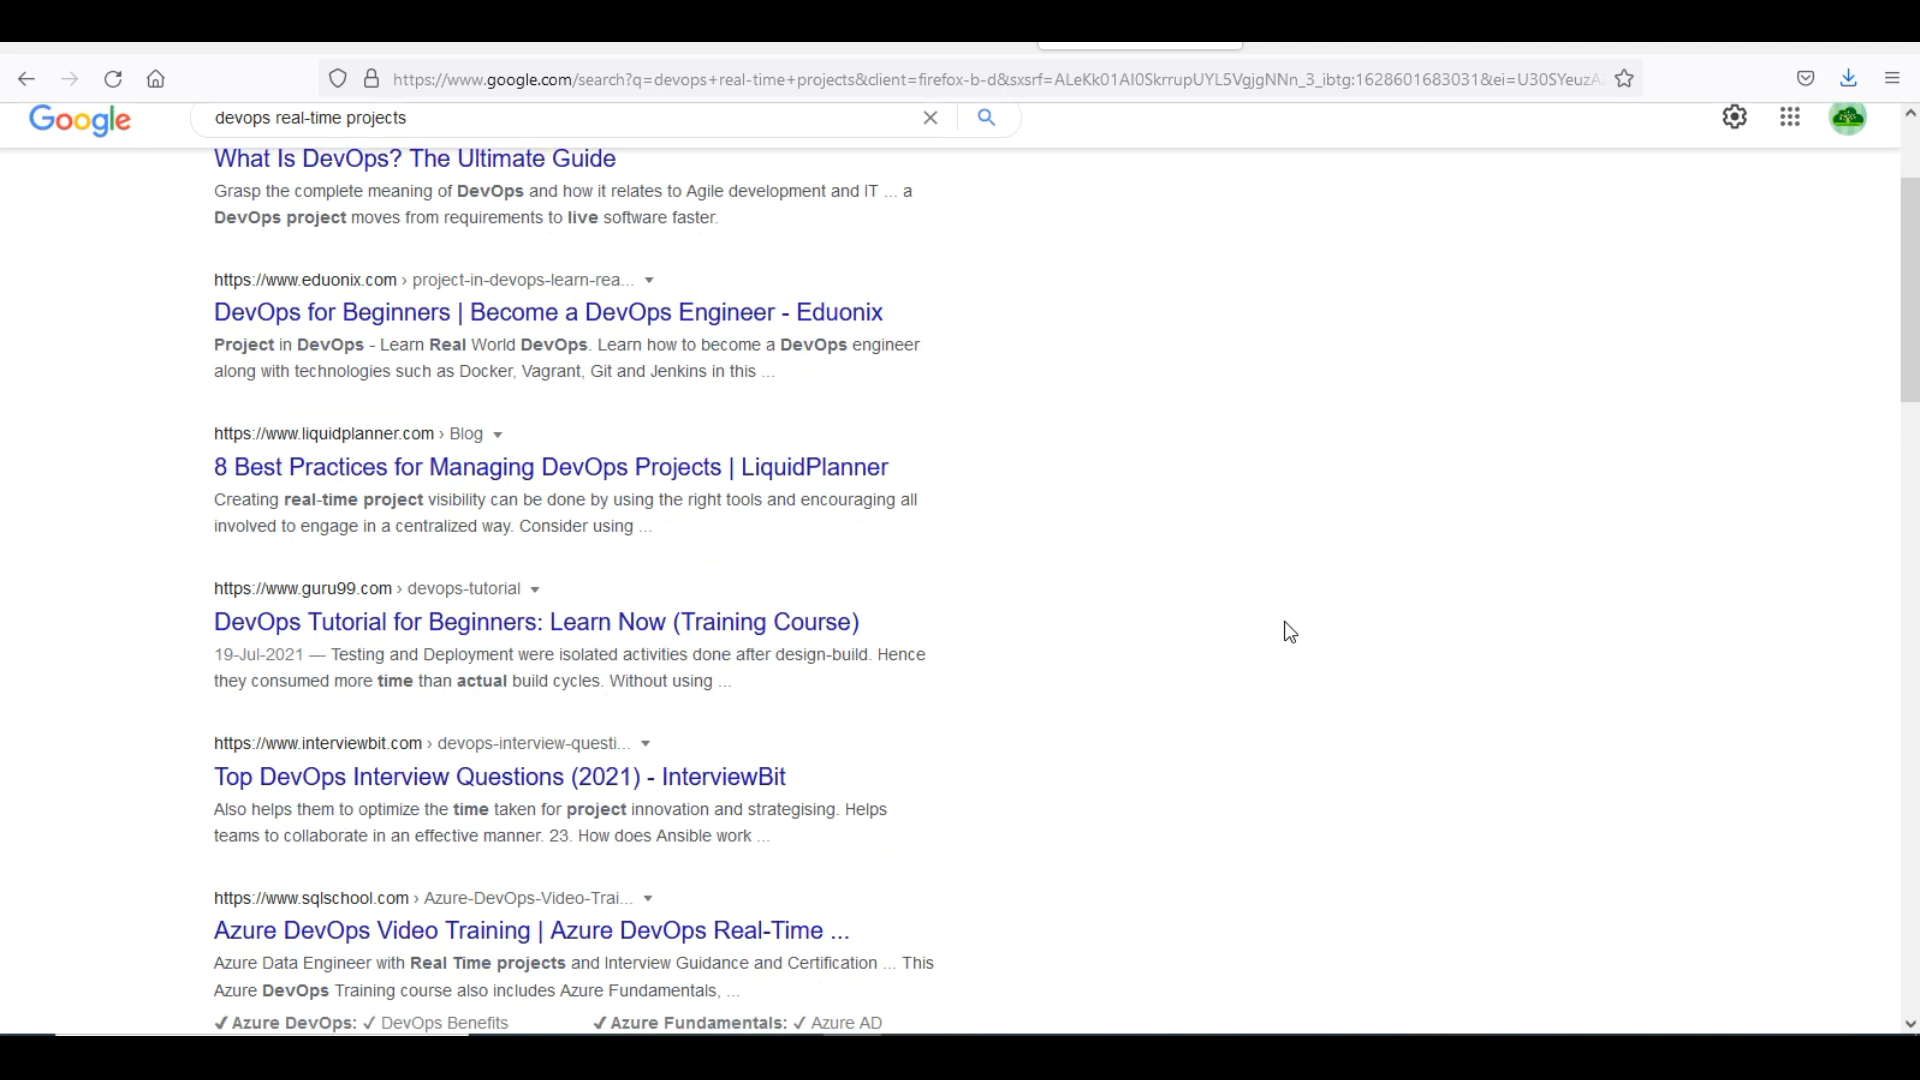 https://www.google.com/search?q=devops+real-time+projects&client=firefox-b-d&sxsrf=ALeKk01AI0SkrrupUYL5VgjgNNn_3_ibtg:1628601683031&ei=U30SYeuzA
Google
devops real-time projects
What Is DevOps? The Ultimate Guide
Grasp the complete meaning of DevOps and how it relates to Agile development and IT ... a
DevOps project moves from requirements to live software faster.
https://www.eduonix.com › project-in-devops-learn-rea...
DevOps for Beginners | Become a DevOps Engineer - Eduonix
Project in DevOps - Learn Real World DevOps. Learn how to become a DevOps engineer
along with technologies such as Docker, Vagrant, Git and Jenkins in this ...
https://www.liquidplanner.com › Blog
8 Best Practices for Managing DevOps Projects | LiquidPlanner
Creating real-time project visibility can be done by using the right tools and encouraging all
involved to engage in a centralized way. Consider using ...
https://www.guru99.com › devops-tutorial
DevOps Tutorial for Beginners: Learn Now (Training Course)
19-Jul-2021 — Testing and Deployment were isolated activities done after design-build. Hence
they consumed more time than actual build cycles. Without using ...
https://www.interviewbit.com › devops-interview-questi...
Top DevOps Interview Questions (2021) - InterviewBit
Also helps them to optimize the time taken for project innovation and strategising. Helps
teams to collaborate in an effective manner. 23. How does Ansible work ...
https://www.sqlschool.com › Azure-DevOps-Video-Trai...
Azure DevOps Video Training | Azure DevOps Real-Time ...
Azure Data Engineer with Real Time projects and Interview Guidance and Certification ... This
Azure DevOps Training course also includes Azure Fundamentals, ...
✓Azure DevOps: ✓ DevOps Benefits ✓Azure Fundamentals: ✓ Azure AD